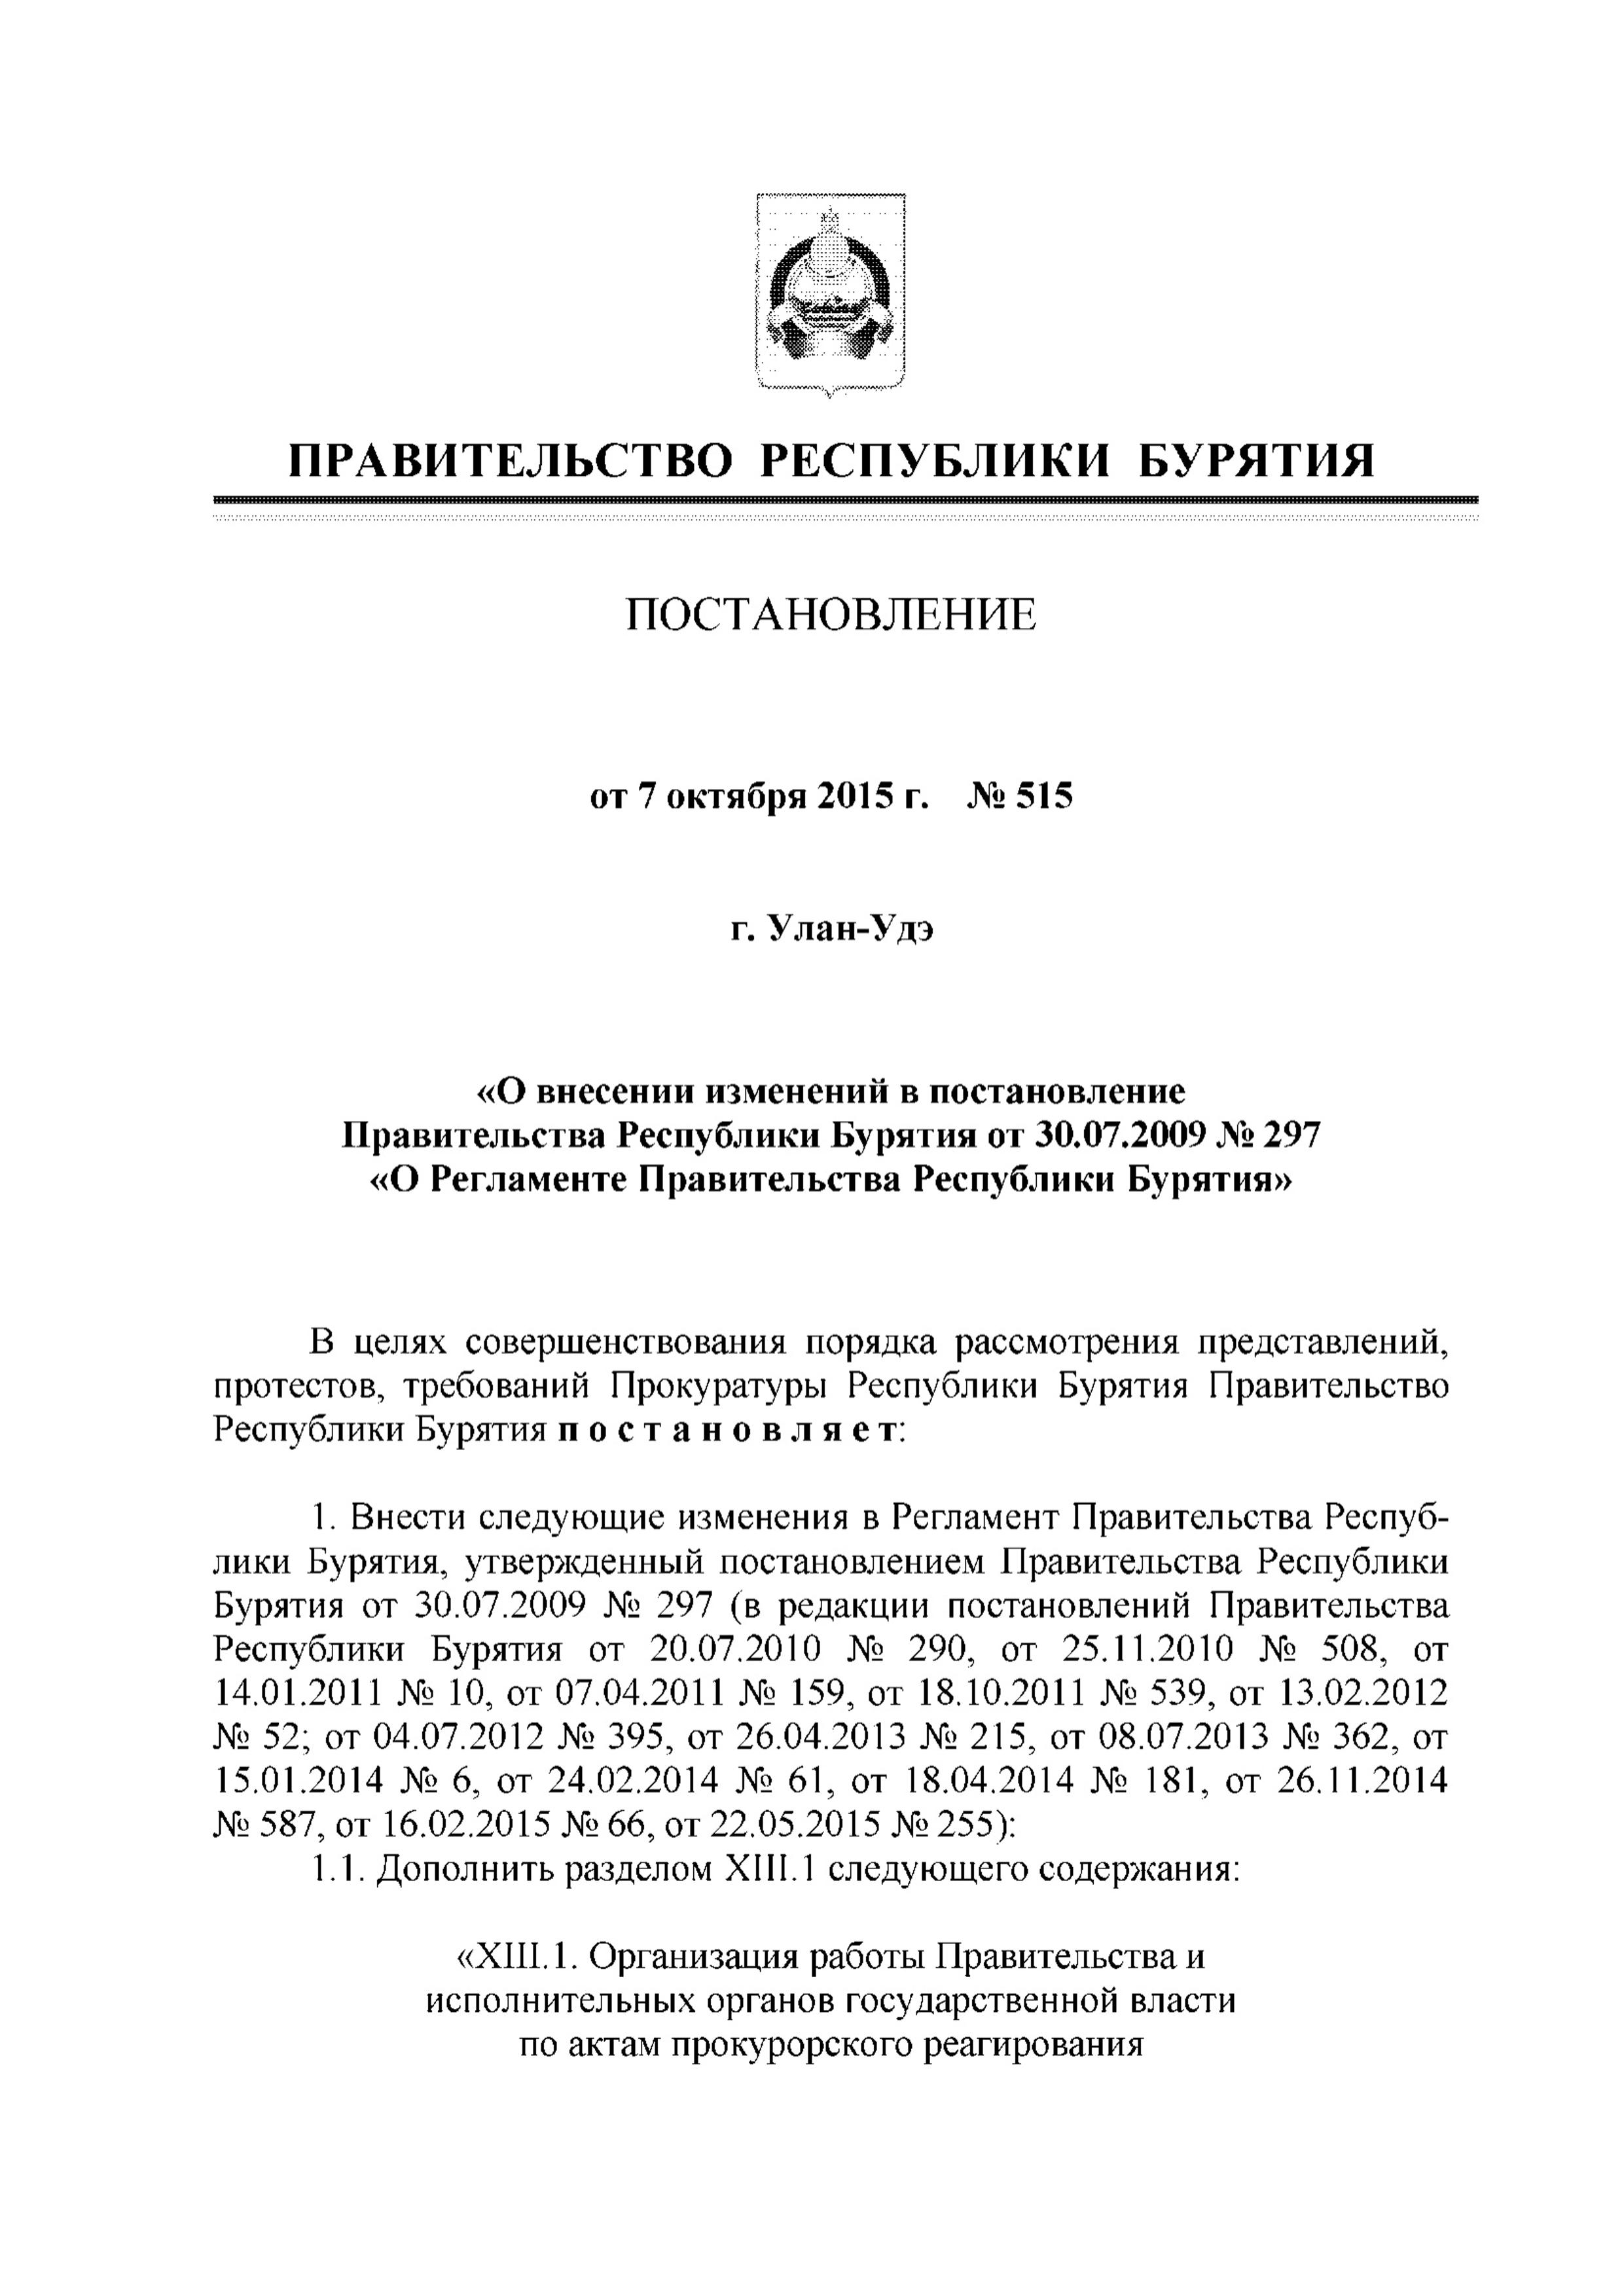 ПРАВИТЕЛЬСТВО РЕСПУБЛИКИ БУРЯТИЯ
ПОСТАНОВЛЕНИЕ
от 7 октября 2015 г. № 515
г. Улан-Удэ
«О внесении изменений в постановление
Правительства Республики Бурятия от 30.07.2009 № 297
«О Регламенте Правительства Республики Бурятия»
В целях совершенствования порядка рассмотрения представлений,
протестов, требований Прокуратуры Республики Бурятия Правительство
Республики Бурятия п о с т а н о в л я е т:
1. Внести следующие изменения в Регламент Правительства Респуб-
лики Бурятия, утвержденный постановлением Правительства Республики
Бурятия от 30.07.2009 № 297 (в редакции постановлений Правительства
Республики Бурятия от 20.07.2010 № 290, от 25.11.2010 № 508, от
14.01.2011 № 10, от 07.04.2011 № 159, от 18.10.2011 № 539, от 13.02.2012
№ 52; от 04.07.2012 № 395, от 26.04.2013 № 215, от 08.07.2013 № 362, от
15.01.2014 № 6, от 24.02.2014 № 61, от 18.04.2014 № 181, от 26.11.2014
№ 587, от 16.02.2015 № 66, от 22.05.2015 № 255):
1.1. Дополнить разделом XIII.1 следующего содержания:
«XIII.1. Организация работы Правительства и
исполнительных органов государственной власти
по актам прокурорского реагирования